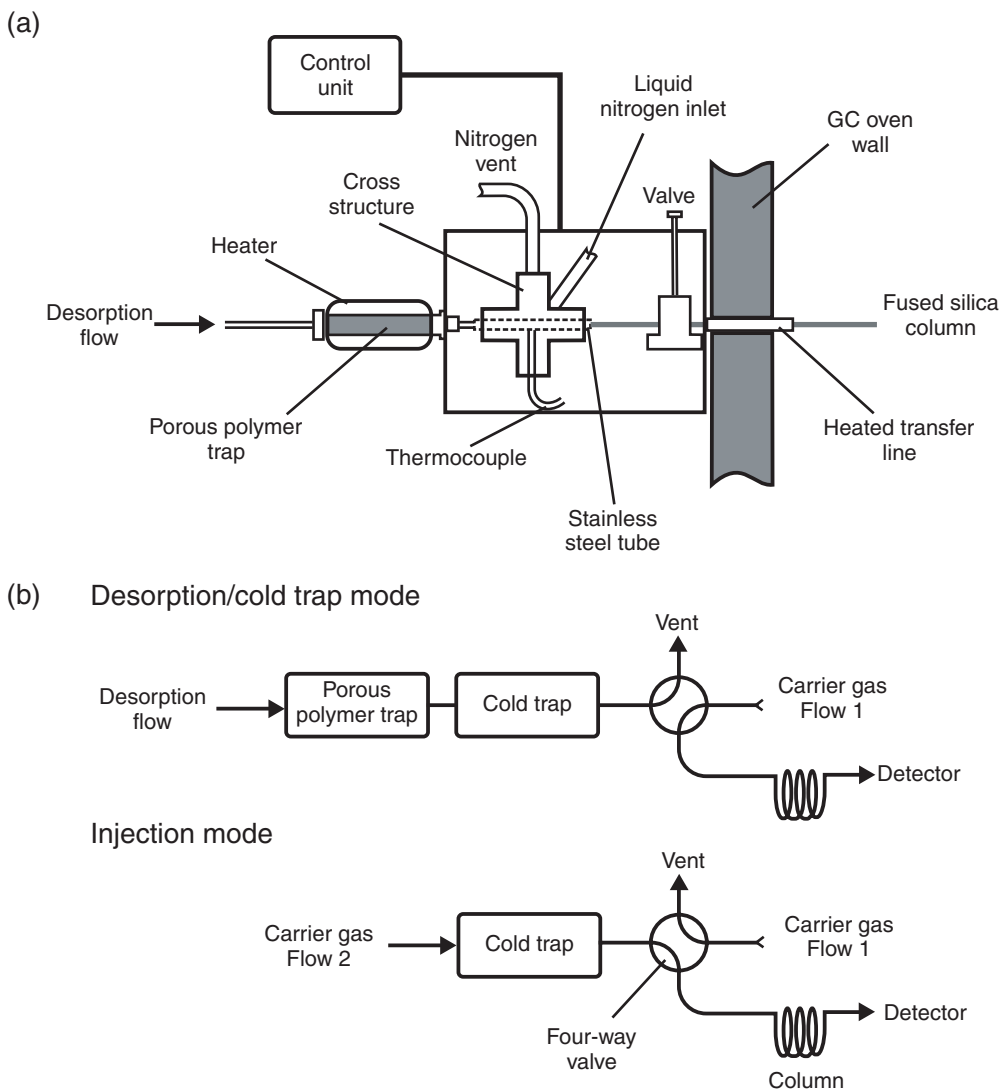 (a)
Control
unit
Liquid
nitrogen inlet
GC oven
wall
Nitrogen
vent
Cross
structure
Valve
Heater
Desorption
flow
Fused silica
column
Porous polymer
trap
Thermocouple
Heated transfer
line
Stainless
steel tube
(b)
Desorption/cold trap mode
Vent
Desorption
flow
Porous
polymer trap
Cold trap
Carrier gas
Flow 1
Detector
Injection mode
Vent
Carrier gas
Flow 2
Cold trap
Carrier gas
Flow 1
Four-way
valve
Detector
Column